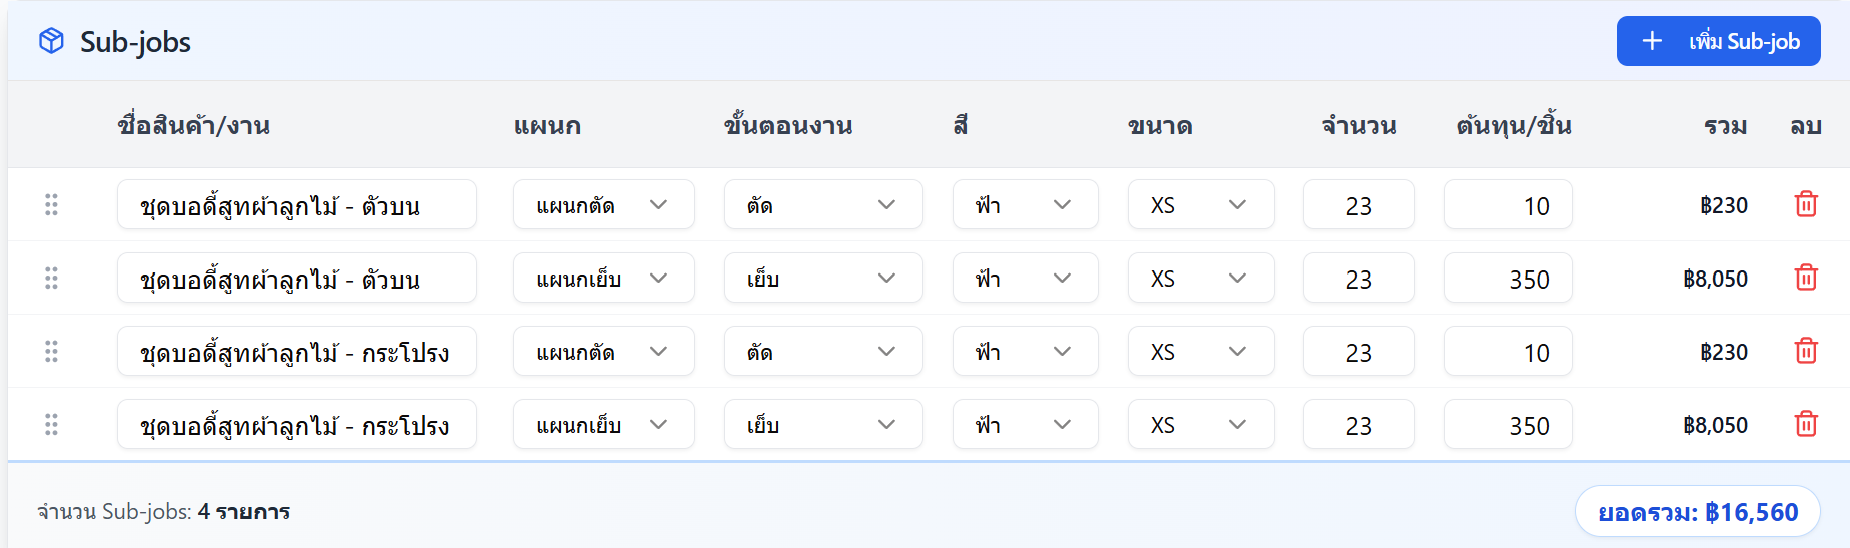 Sub-jobs
+ เพิ่ม Sub-job
ชื่อสินค้า/งาน แผนก ขั้นตอนงาน สี ขนาด จำนวน ต้นทุน/ชิ้น รวม ลบ
ชุดบอดี้สูทผ้าลูกไม้ - ตัวบน แผนกตัด ตัด ฟ้า XS 23 10 ฿230
ชุดบอดี้สูทผ้าลูกไม้ - ตัวบน แผนกเย็บ เย็บ ฟ้า XS 23 350 ฿8,050
ชุดบอดี้สูทผ้าลูกไม้ - กระโปรง แผนกตัด ตัด ฟ้า XS 23 10 ฿230
ชุดบอดี้สูทผ้าลูกไม้ - กระโปรง แผนกเย็บ เย็บ ฟ้า XS 23 350 ฿8,050
จำนวน Sub-jobs: 4 รายการ
ยอดรวม: ฿16,560